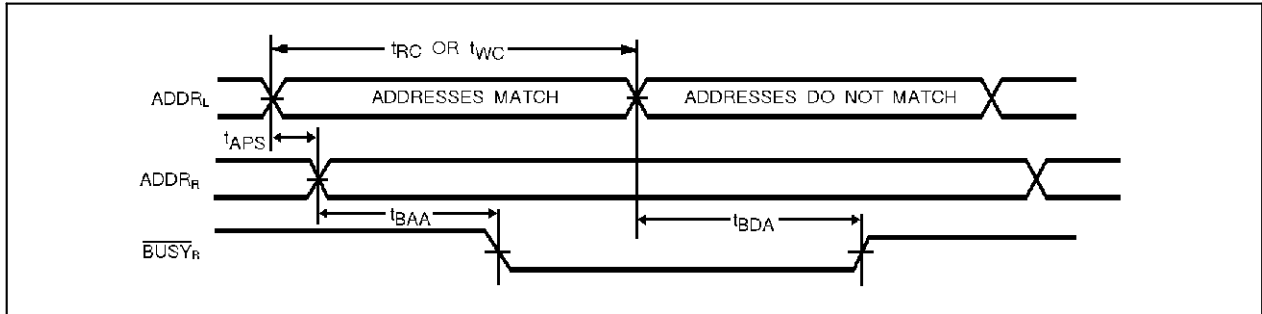 tRC OR tWC
ADDRL ADDRESSES MATCH ADDRESSES DO NOT MATCH
tAPS
ADDRR
tBAA tBDA
BUSYR